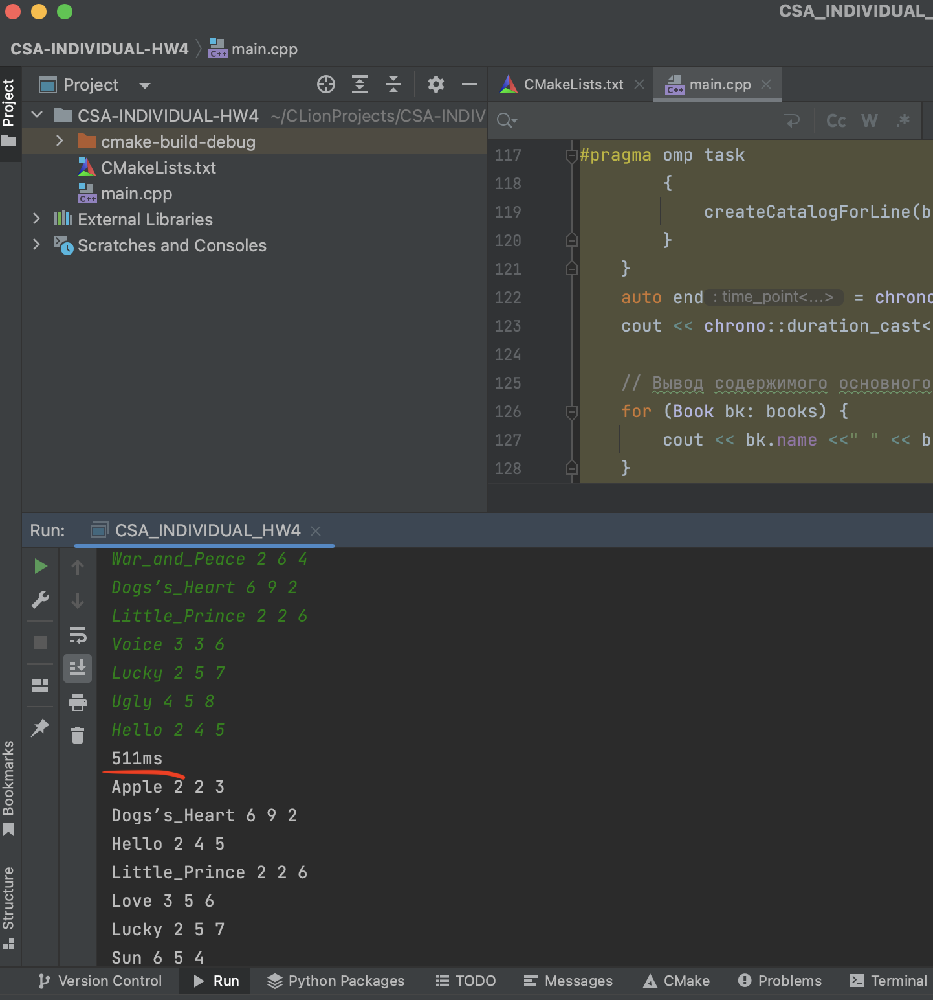 CSA_INDIVIDUAL_
CSA-INDIVIDUAL-HW4
main.cpp
Project
Project
CSA-INDIVIDUAL-HW4 ~/CLionProjects/CSA-INDIV
cmake-build-debug
CMakeLists.txt
main.cpp
External Libraries
Scratches and Consoles
CMakeLists.txt
main.cpp
Cc W .*
117 #pragma omp task
118 {
119 createCatalogForLine(b
120 }
121 }
122 auto end : time_point<...> = chrono
123 cout << chrono::duration_cast<
124
125 // Вывод содержимого основного
126 for (Book bk: books) {
127 cout << bk.name <<" " << b
128 }
Run: CSA_INDIVIDUAL_HW4
War_and_Peace 2 6 4
Dogs’s_Heart 6 9 2
Little_Prince 2 2 6
Voice 3 3 6
Lucky 2 5 7
Ugly 4 5 8
Hello 2 4 5
511ms
Apple 2 2 3
Dogs’s_Heart 6 9 2
Hello 2 4 5
Little_Prince 2 2 6
Love 3 5 6
Lucky 2 5 7
Sun 6 5 4
Bookmarks
Structure
Version Control
Run
Python Packages
TODO
Messages
CMake
Problems
Terminal